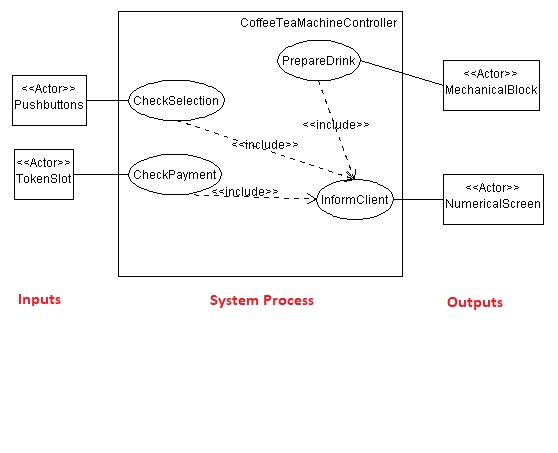 CoffeeTeaMachineController
PrepareDrink
<<Actor>>
MechanicalBlock
<<Actor>>
Pushbuttons
CheckSelection
<<include>>
<<include>>
<<Actor>>
TokenSlot
CheckPayment
<<include>>
InformClient
<<Actor>>
NumericalScreen
Inputs
System Process
Outputs